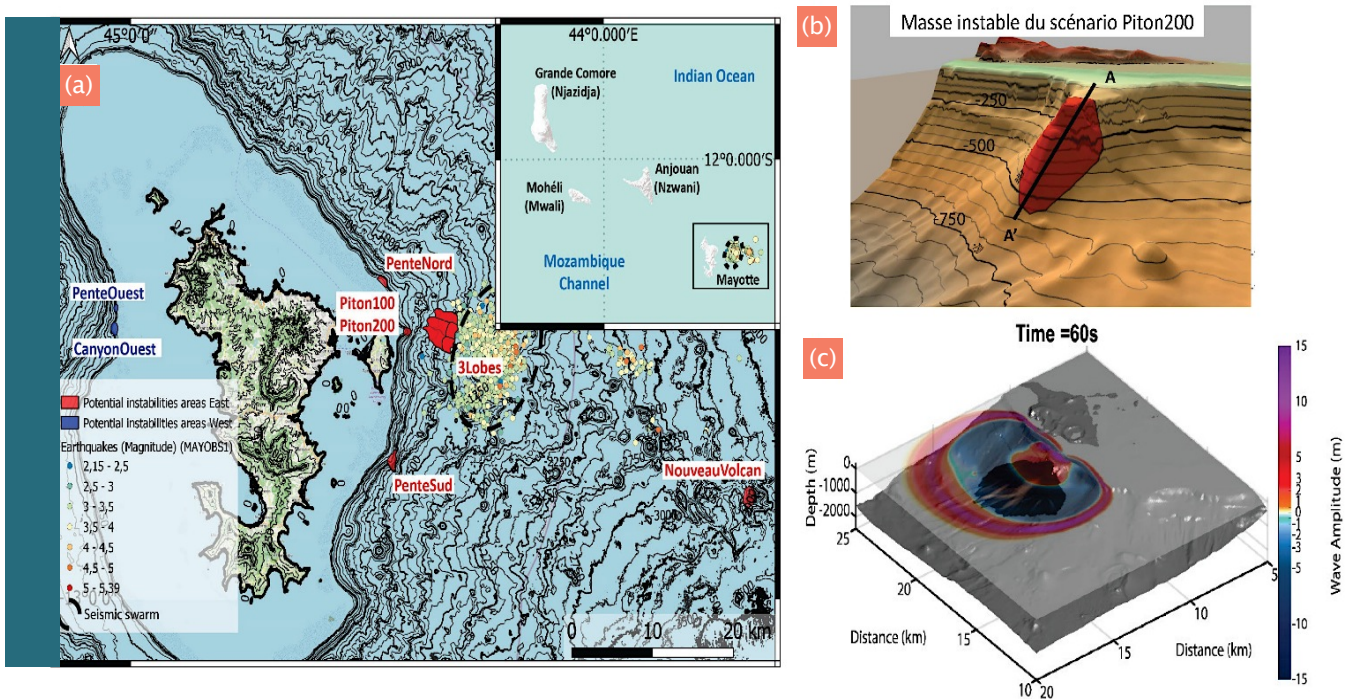 (a)
45°0'0"
44°0.000'E
Grande Comore
(Njazidja)
Indian Ocean
12°0.000'S
Anjouan
(Nzwani)
Mohéli
(Mwali)
Mozambique
Channel
Mayotte
PenteNord
PenteOuest
Piton100
Piton200
CanyonOuest
3Lobes
PenteSud
NouveauVolcan
Potential instabilities areas East
Potential instabilities areas West
Earthquakes (Magnitude) (MAYOBS1)
2,15 - 2,5
2,5 - 3
3 - 3,5
3,5 - 4
4 - 4,5
4,5 - 5
5 - 5,39
Seismic swarm
0 10 20 km
(b)
Masse instable du scénario Piton200
A
-250
-500
-750
A'
(c)
Time =60s
Depth (m)
0
-1000
-2000
25
20
15
10
Distance (km)
20
15
10
5
Distance (km)
15
10
5
3
1
0
-1
-3
-5
-10
-15
Wave Amplitude (m)